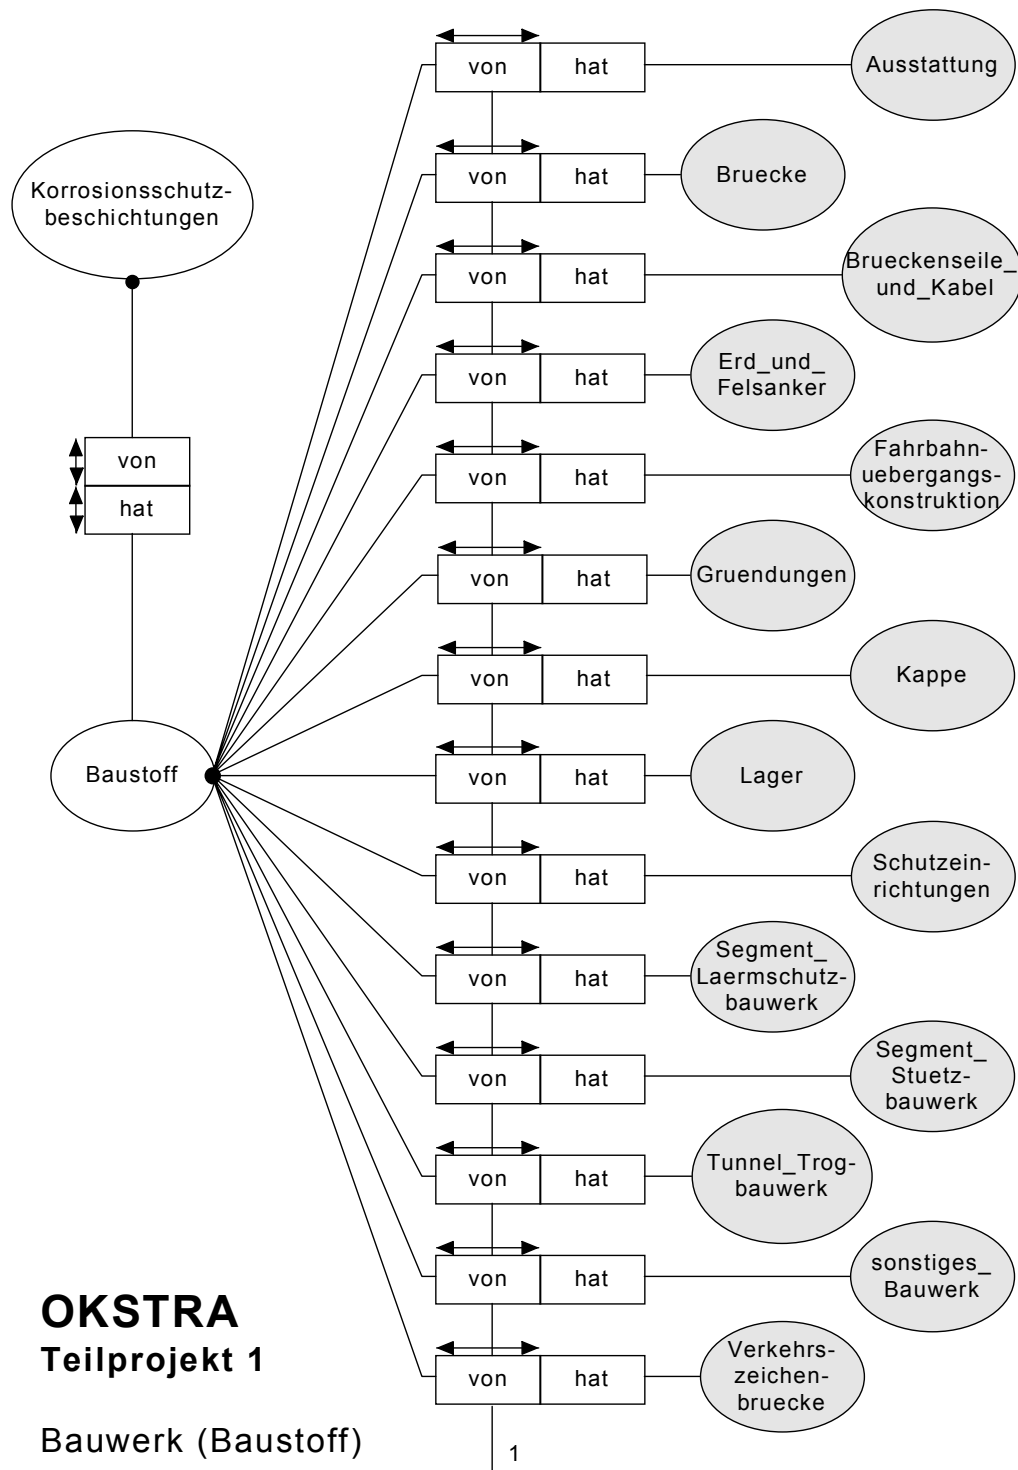 von hat Ausstattung
Korrosionsschutz-
beschichtungen
von hat Bruecke
von hat Brueckenseile_
und_Kabel
von hat Erd_und_
Felsanker
von
hat
von hat Fahrbahn-
uebergangs-
konstruktion
von hat Gruendungen
von hat Kappe
Baustoff
von hat Lager
von hat Schutzein-
richtungen
von hat Segment_
Laermschutz-
bauwerk
von hat Segment_
Stuetz-
bauwerk
von hat Tunnel_Trog-
bauwerk
von hat sonstiges_
Bauwerk
von hat Verkehrs-
zeichen-
bruecke
OKSTRA
Teilprojekt 1
Bauwerk (Baustoff)
1